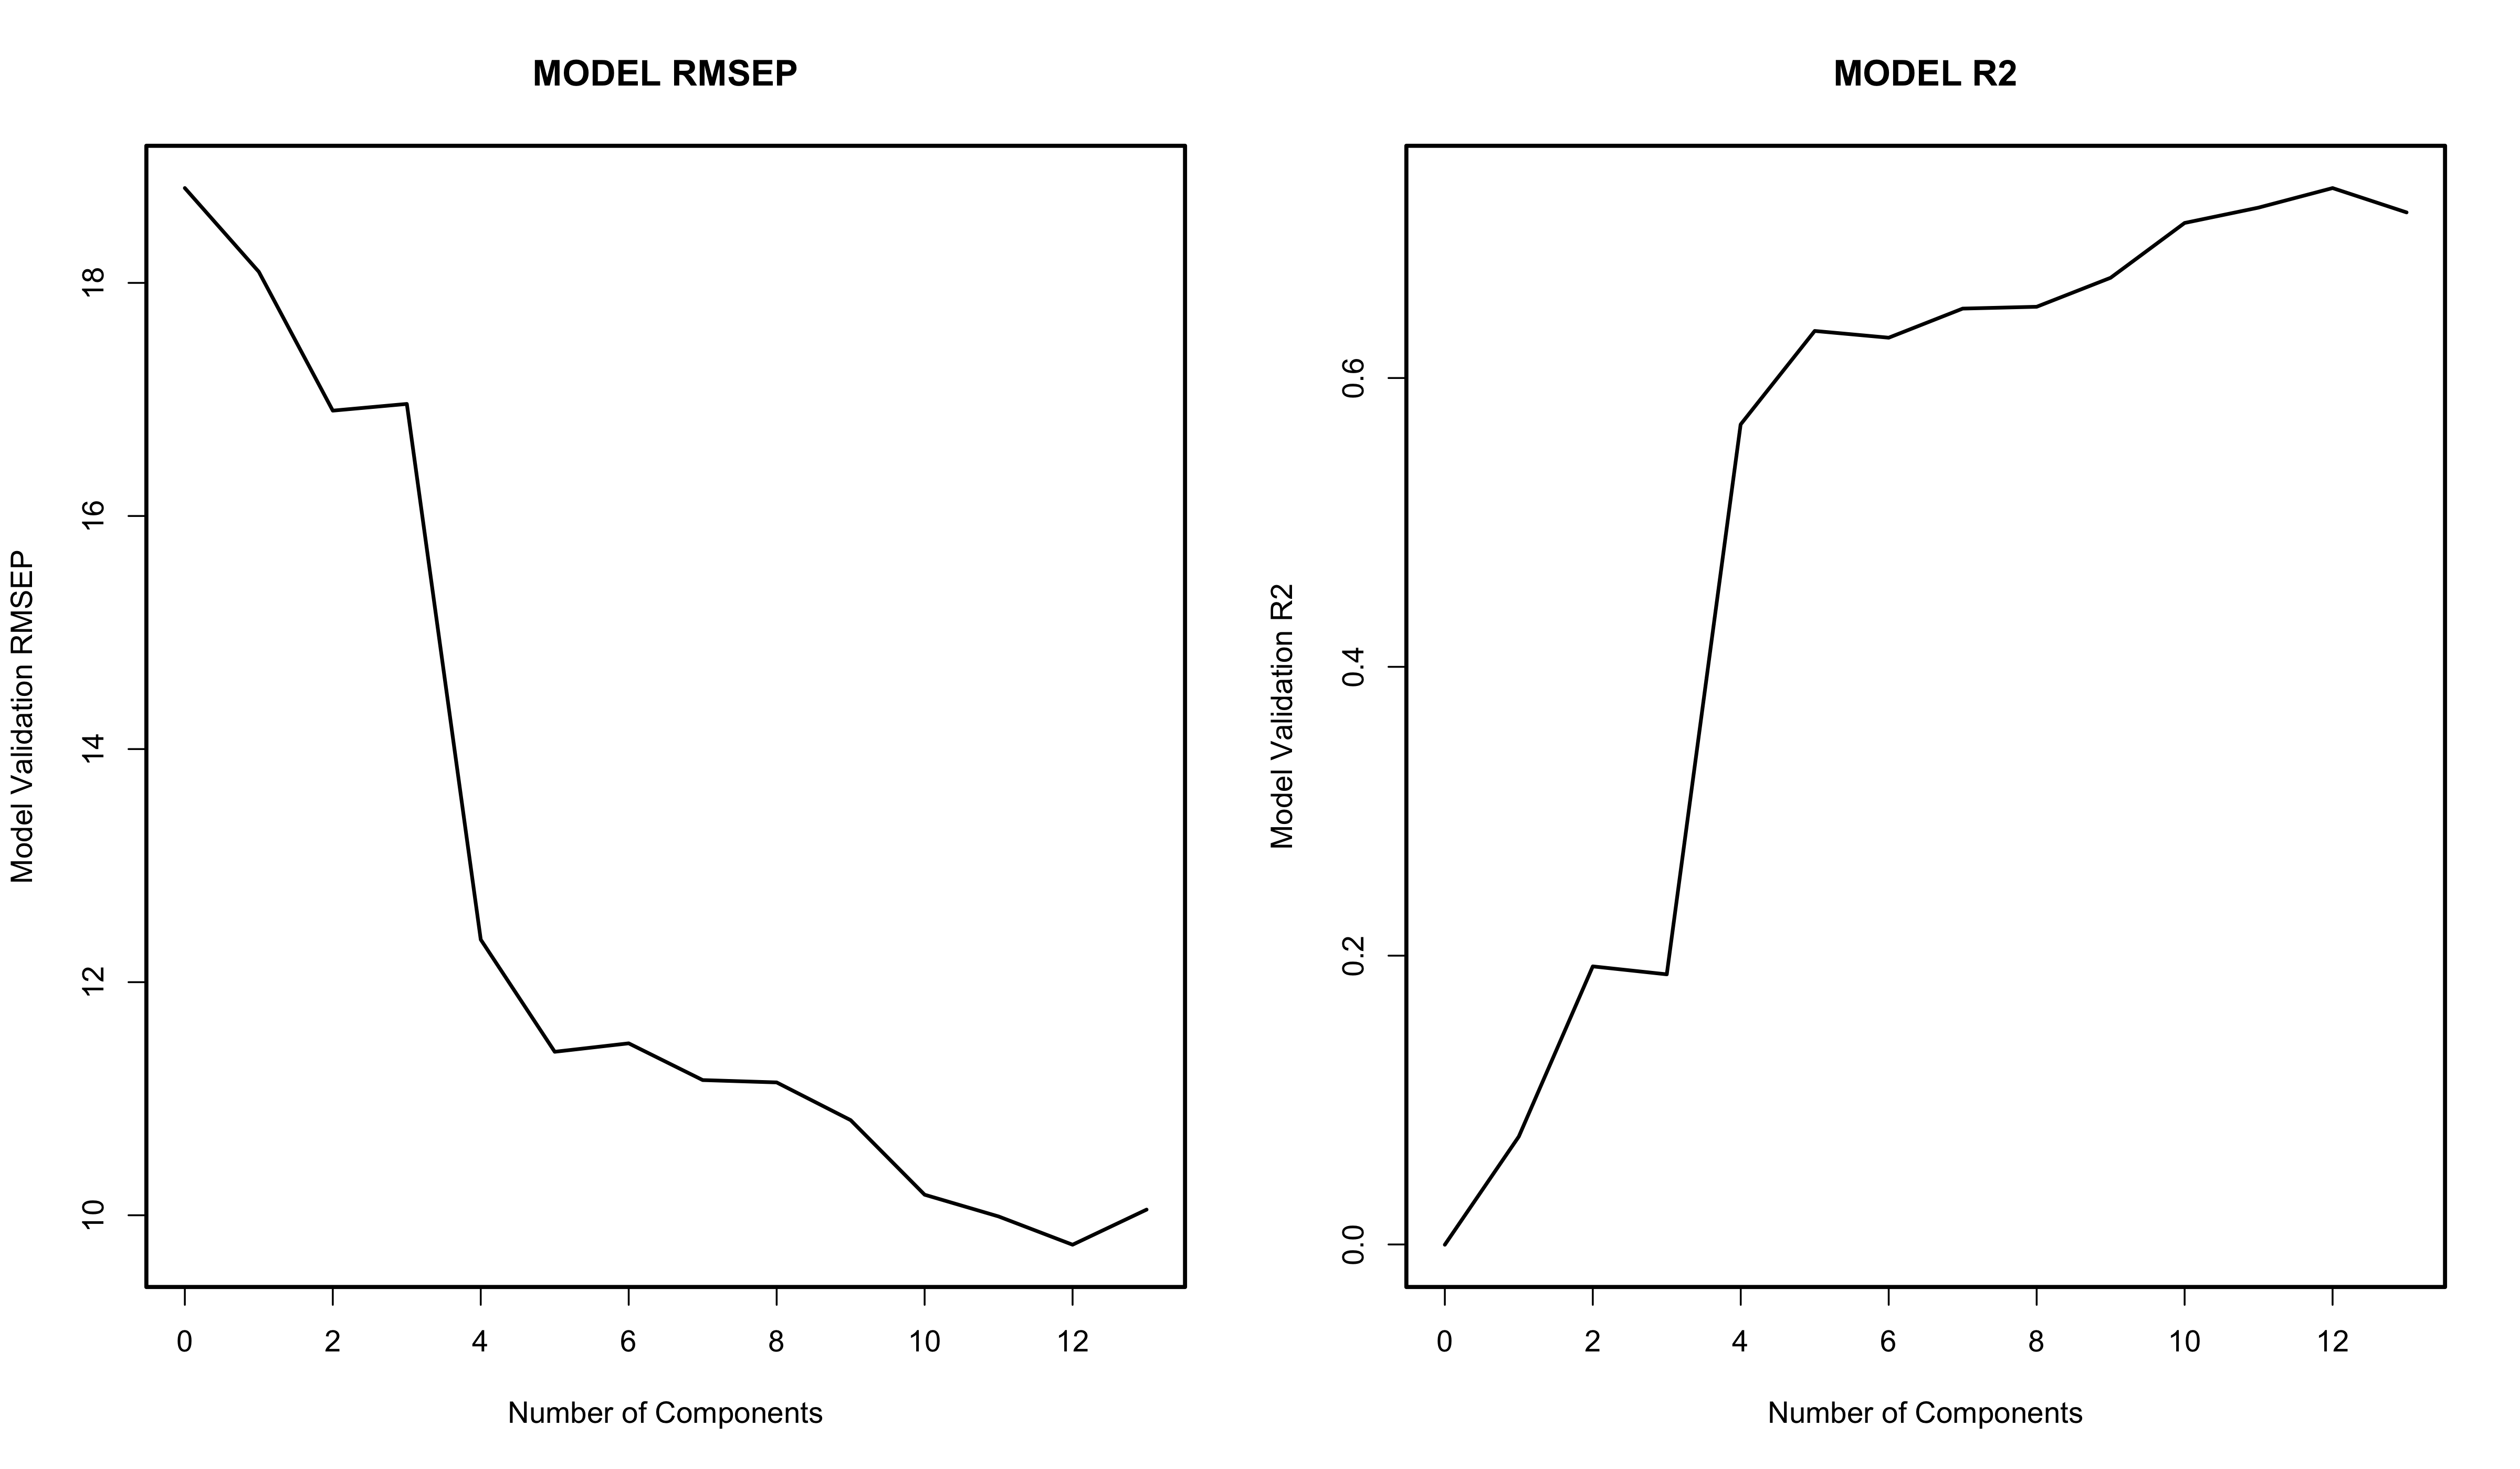 MODEL RMSEP
Model Validation RMSEP
18
16
14
12
10
0 2 4 6 8 10 12
Number of Components
MODEL R2
Model Validation R2
0.6
0.4
0.2
0.0
0 2 4 6 8 10 12
Number of Components